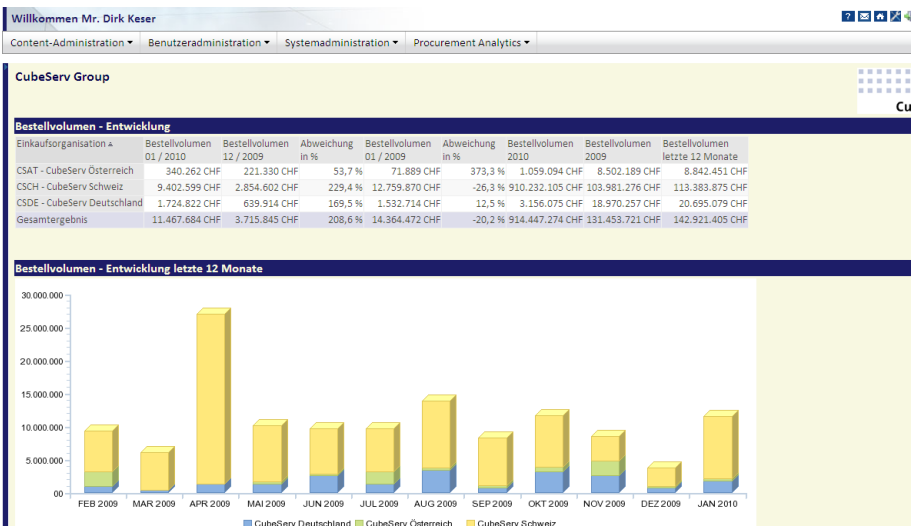 Willkommen Mr. Dirk Keser
Content-Administration Benutzeradministration Systemadministration Procurement Analytics
CubeServ Group
Cu
Bestellvolumen - Entwicklung
Einkaufsorganisation Bestellvolumen 01 / 2010 Bestellvolumen 12 / 2009 Abweichung in % Bestellvolumen 01 / 2009 Abweichung in % Bestellvolumen 2010 Bestellvolumen 2009 Bestellvolumen letzte 12 Monate
CSAT - CubeServ Österreich 340.262 CHF 221.330 CHF 53,7 % 71.889 CHF 373,3 % 1.059.094 CHF 8.502.189 CHF 8.842.451 CHF
CSCH - CubeServ Schweiz 9.402.599 CHF 2.854.602 CHF 229,4 % 12.759.870 CHF -26,3 % 910.232.105 CHF 103.981.276 CHF 113.383.875 CHF
CSDE - CubeServ Deutschland 1.724.822 CHF 639.914 CHF 169,5 % 1.532.714 CHF 12,5 % 3.156.075 CHF 18.970.257 CHF 20.695.079 CHF
Gesamtergebnis 11.467.684 CHF 3.715.845 CHF 208,6 % 14.364.472 CHF -20,2 % 914.447.274 CHF 131.453.721 CHF 142.921.405 CHF
Bestellvolumen - Entwicklung letzte 12 Monate
30.000.000
25.000.000
20.000.000
15.000.000
10.000.000
5.000.000
00
FEB 2009 MAR 2009 APR 2009 MAI 2009 JUN 2009 JUL 2009 AUG 2009 SEP 2009 OKT 2009 NOV 2009 DEZ 2009 JAN 2010
CubeServ Deutschland CubeServ Österreich CubeServ Schweiz